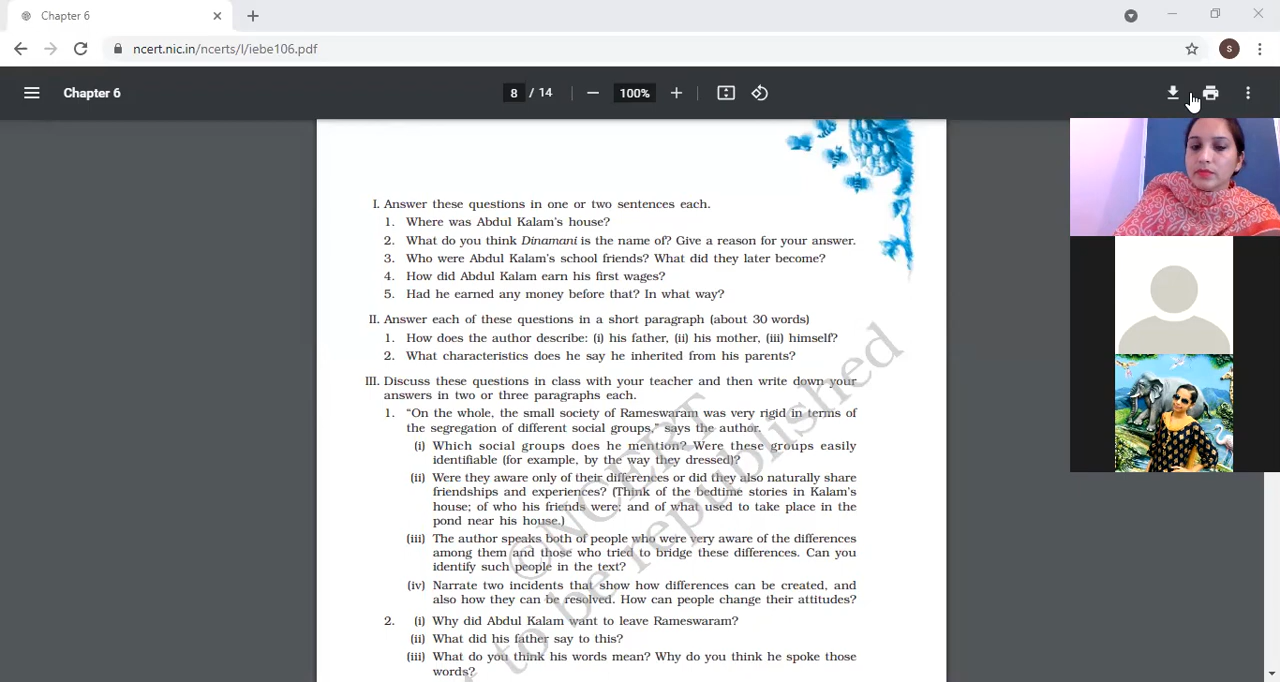 Chapter 6
ncert.nic.in/ncerts/l/iebe106.pdf
S
Chapter 6
8 / 14
100%
I. Answer these questions in one or two sentences each.
1. Where was Abdul Kalam's house?
2. What do you think Dinamani is the name of? Give a reason for your answer.
3. Who were Abdul Kalam's school friends? What did they later become?
4. How did Abdul Kalam earn his first wages?
5. Had he earned any money before that? In what way?
II. Answer each of these questions in a short paragraph (about 30 words)
1. How does the author describe: (i) his father, (ii) his mother, (iii) himself?
2. What characteristics does he say he inherited from his parents?
III. Discuss these questions in class with your teacher and then write down your
answers in two or three paragraphs each.
1. "On the whole, the small society of Rameswaram was very rigid in terms of
the segregation of different social groups," says the author.
(i) Which social groups does he mention? Were these groups easily
identifiable (for example, by the way they dressed)?
(ii) Were they aware only of their differences or did they also naturally share
friendships and experiences? (Think of the bedtime stories in Kalam's
house; of who his friends were; and of what used to take place in the
pond near his house.)
(iii) The author speaks both of people who were very aware of the differences
among them and those who tried to bridge these differences. Can you
identify such people in the text?
(iv) Narrate two incidents that show how differences can be created, and
also how they can be resolved. How can people change their attitudes?
2. (i) Why did Abdul Kalam want to leave Rameswaram?
(ii) What did his father say to this?
(iii) What do you think his words mean? Why do you think he spoke those
words?
©NCERT
to be republished